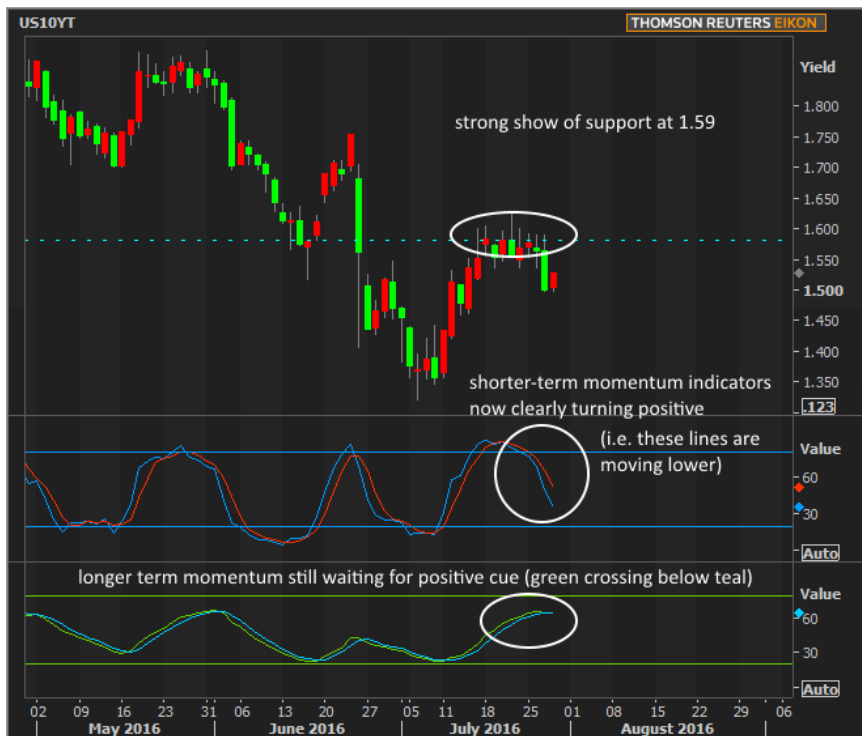 US10YT
THOMSON REUTERS EIKON
Yield
strong show of support at 1.59
1.800
1.750
1.700
1.650
1.600
1.550
1.500
1.450
1.400
1.350
.123
shorter-term momentum indicators
now clearly turning positive
(i.e. these lines are
moving lower)
Value
60
30
Auto
longer term momentum still waiting for positive cue (green crossing below teal)
Value
60
30
Auto
02 09 16 23 31 06 13 20 27 05 11 18 25 01 08 15 22 29 06
May 2016 June 2016 July 2016 August 2016